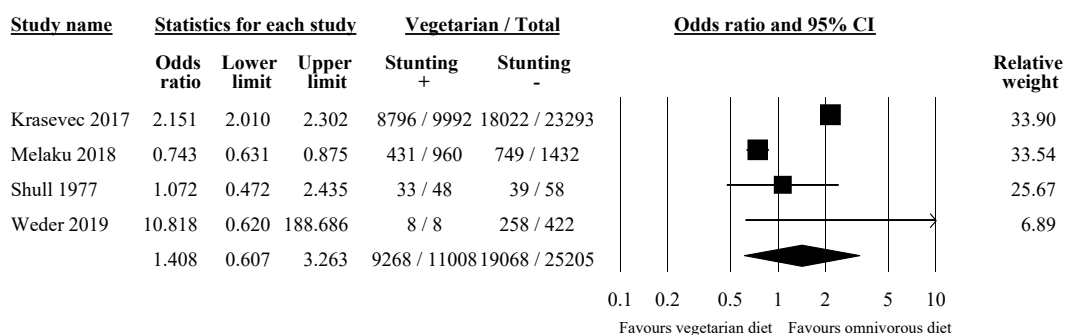 Study name Statistics for each study Vegetarian / Total Odds ratio and 95% CI
Odds Lower Upper Stunting Stunting Relative
ratio limit limit + - weight
Krasevec 2017 2.151 2.010 2.302 8796 / 9992 18022 / 23293 33.90
Melaku 2018 0.743 0.631 0.875 431 / 960 749 / 1432 33.54
Shull 1977 1.072 0.472 2.435 33 / 48 39 / 58 25.67
Weder 2019 10.818 0.620 188.686 8 / 8 258 / 422 6.89
1.408 0.607 3.263 9268 / 11008 19068 / 25205
0.1 0.2 0.5 1 2 5 10
Favours vegetarian diet Favours omnivorous diet